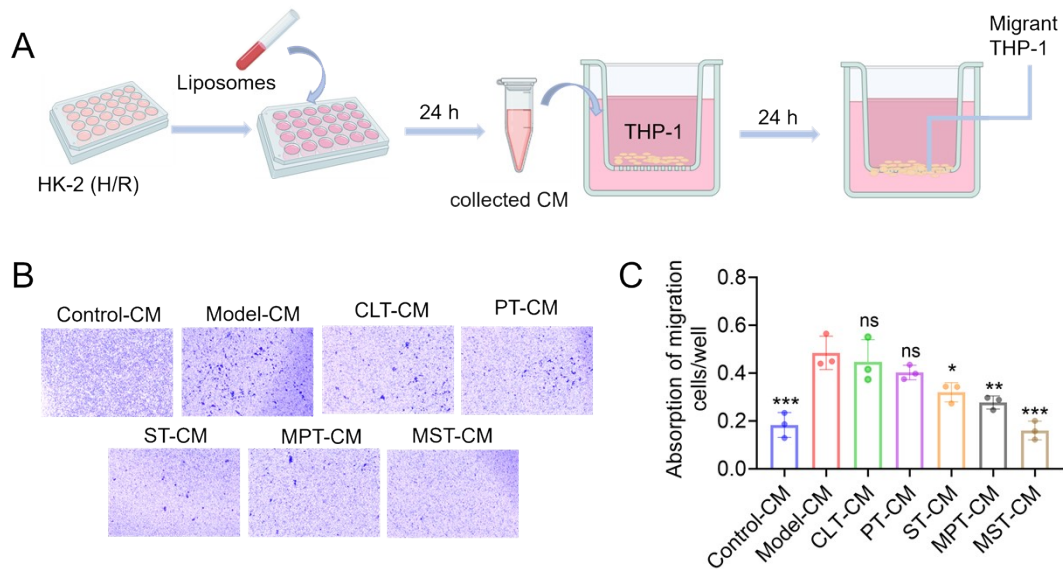 A
Liposomes
HK-2 (H/R)
24 h
collected CM
THP-1
24 h
Migrant
THP-1
B
Control-CM
Model-CM
CLT-CM
PT-CM
ST-CM
MPT-CM
MST-CM
C
Absorption of migration
cells/well
0.8
0.6
0.4
0.2
0.0
***
ns
ns
*
**
***
Control-CM
Model-CM
CLT-CM
PT-CM
ST-CM
MPT-CM
MST-CM